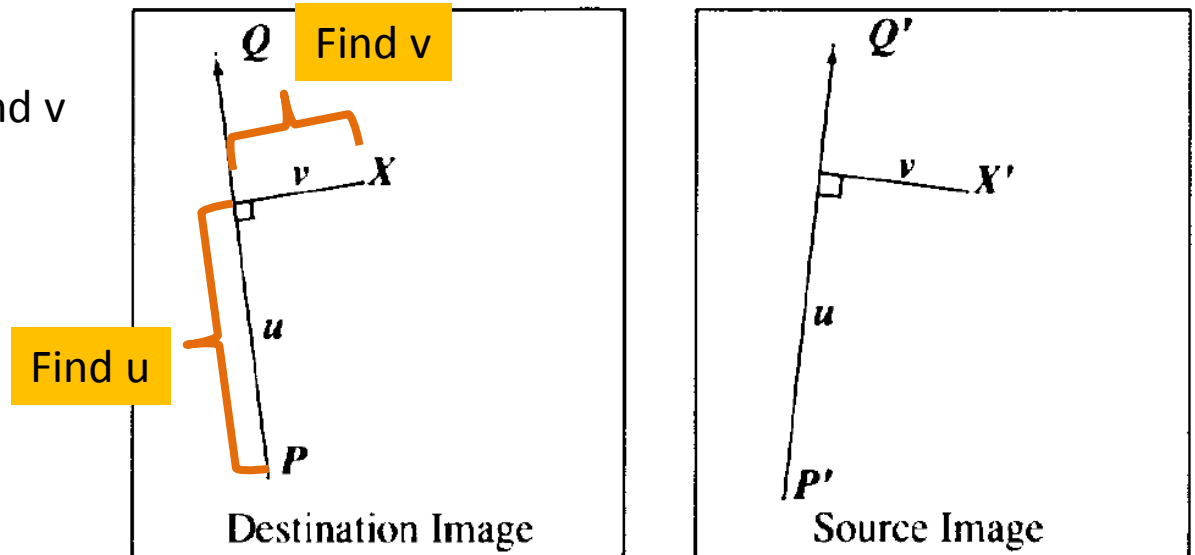 nd v
Q
Find v
v
X
u
Find u
P
Destination Image
Q'
v
X'
u
P'
Source Image